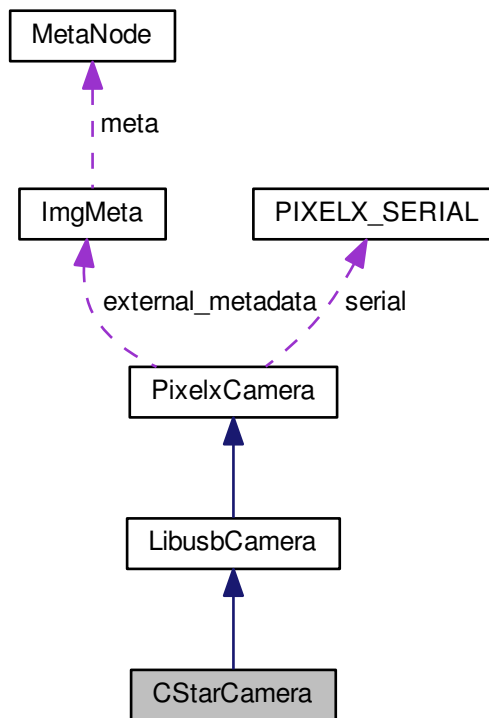 MetaNode
meta
ImgMeta
PIXELX_SERIAL
external_metadata
serial
PixelxCamera
LibusbCamera
CStarCamera